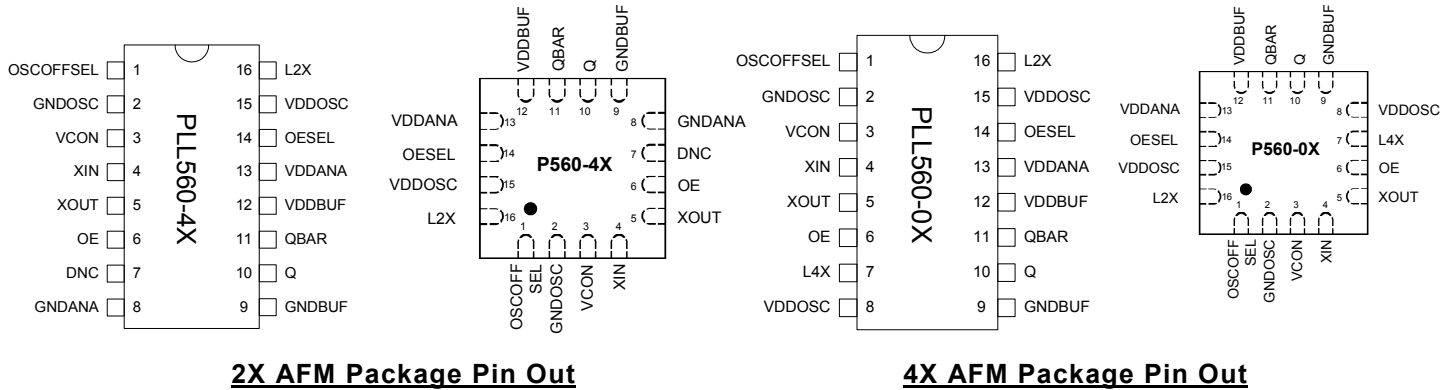 OSCOFFSEL 1 16 L2X
GNDOSC 2 15 VDDOSC
VCON 3 14 OESEL
XIN 4 13 VDDANA
XOUT 5 12 VDDBUF
OE 6 11 QBAR
DNC 7 10 Q
GNDANA 8 9 GNDBUF
PLL560-4X
VDDBUF QBAR Q GNDBUF
12 11 10 9
VDDANA 13 8 GNDANA
OESEL 14 7 DNC
P560-4X
VDDOSC 15 6 OE
L2X 16 5 XOUT
1 2 3 4
OSCOFF
SEL
GNDOSC
VCON
XIN
2X AFM Package Pin Out
OSCOFFSEL 1 16 L2X
GNDOSC 2 15 VDDOSC
VCON 3 14 OESEL
XIN 4 13 VDDANA
XOUT 5 12 VDDBUF
OE 6 11 QBAR
L4X 7 10 Q
VDDOSC 8 9 GNDBUF
PLL560-0X
VDDBUF QBAR Q GNDBUF
12 11 10 9
VDDANA 13 8 VDDOSC
OESEL 14 7 L4X
P560-0X
VDDOSC 15 6 OE
L2X 16 5 XOUT
1 2 3 4
OSCOFF
SEL
GNDOSC
VCON
XIN
4X AFM Package Pin Out